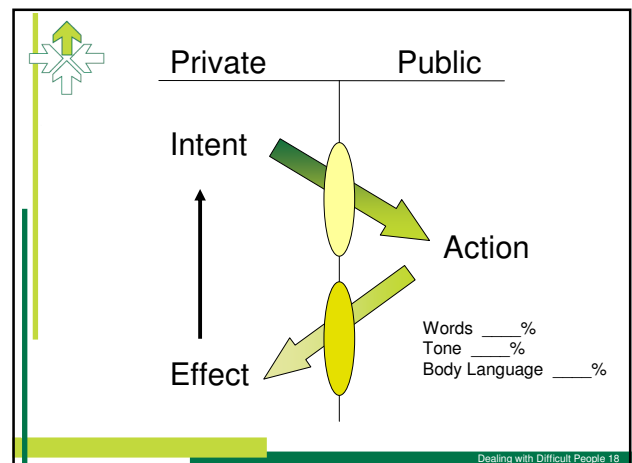 Private Public
Intent
Action
Words ____%
Tone ____%
Body Language ____%
Effect
Dealing with Difficult People 18